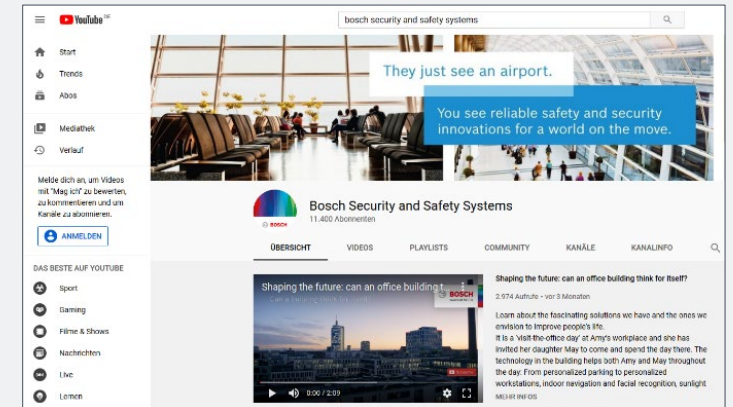 YouTube DE
bosch security and safety systems
Start
Trends
Abos
Mediathek
Verlauf
Melde dich an, um Videos
mit "Mag ich" zu bewerten,
zu kommentieren und um
Kanäle zu abonnieren.
ANMELDEN
DAS BESTE AUF YOUTUBE
Sport
Gaming
Filme & Shows
Nachrichten
Live
Lernen
They just see an airport.
You see reliable safety and security
innovations for a world on the move.
BOSCH
Bosch Security and Safety Systems
11.400 Abonnenten
ÜBERSICHT
VIDEOS
PLAYLISTS
COMMUNITY
KANÄLE
KANALINFO
Shaping the future: can an office building t...
BOSCH
0:00 / 2:09
Shaping the future: can an office building think for itself?
2.974 Aufrufe • vor 3 Monaten
Learn about the fascinating solutions we have and the ones we
envision to improve people's life.
It is a 'visit-the-office day' at Amy's workplace and she has
invited her daughter May to come and spend the day there. The
technology in the building helps both Amy and May throughout
the day: From personalized parking to personalized
workstations, indoor navigation and facial recognition, sunlight
MEHR INFOS